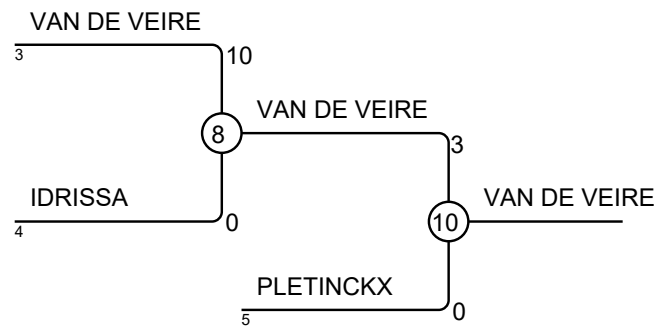 VAN DE VEIRE
3
10
8
VAN DE VEIRE
3
IDRISSA
4
0
10
VAN DE VEIRE
PLETINCKX
5
0